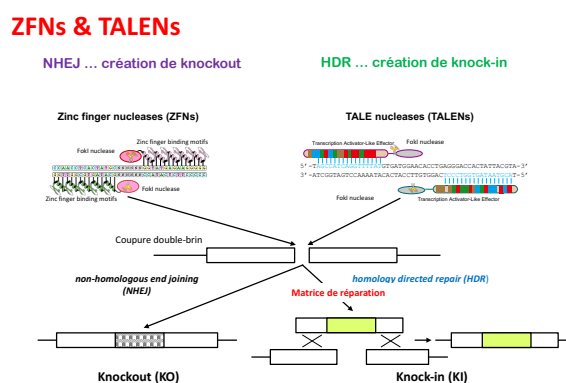 ZFNs & TALENs
NHEJ ... création de knockout
HDR ... création de knock-in
Zinc finger nucleases (ZFNs)
TALE nucleases (TALENs)
FokI nuclease
Zinc finger binding motifs
Zinc finger binding motifs
FokI nuclease
Transcription Activator-Like Effector
FokI nuclease
FokI nuclease
Transcription Activator-Like Effector
Coupure double-brin
non-homologous end joining
(NHEJ)
homology directed repair (HDR)
Matrice de réparation
Knockout (KO)
Knock-in (KI)